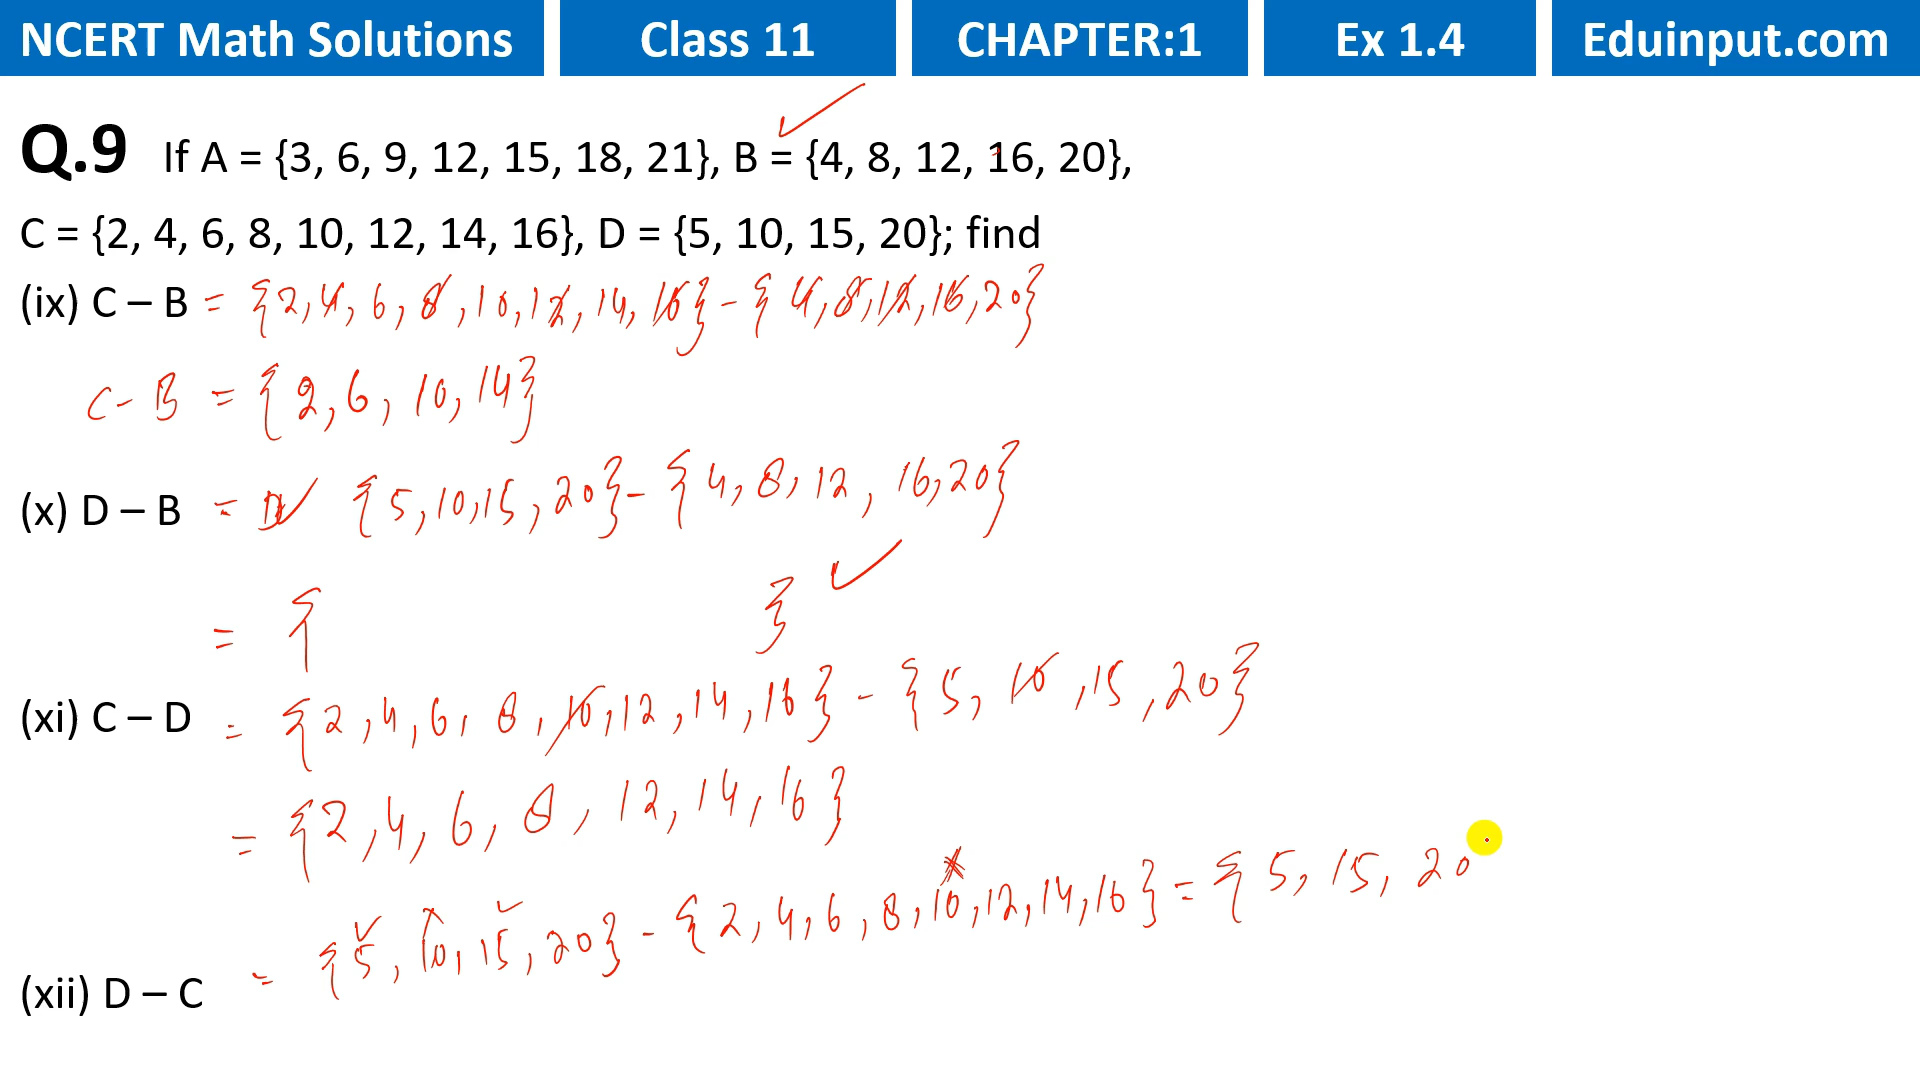 NCERT Math Solutions Class 11 CHAPTER:1 Ex 1.4 Eduinput.com
Q.9 If A = {3, 6, 9, 12, 15, 18, 21}, B = {4, 8, 12, 16, 20},
C = {2, 4, 6, 8, 10, 12, 14, 16}, D = {5, 10, 15, 20}; find
(ix) C – B = {2, 4, 6, 8, 10, 12, 14, 16} - {4, 8, 12, 16, 20}
C - B = {2, 6, 10, 14}
(x) D – B = {5, 10, 15, 20} - {4, 8, 12, 16, 20}
= { }
(xi) C – D = {2, 4, 6, 8, 10, 12, 14, 16} - {5, 10, 15, 20}
= {2, 4, 6, 8, 12, 14, 16}
(xii) D – C = {5, 10, 15, 20} - {2, 4, 6, 8, 10, 12, 14, 16} = {5, 15, 20